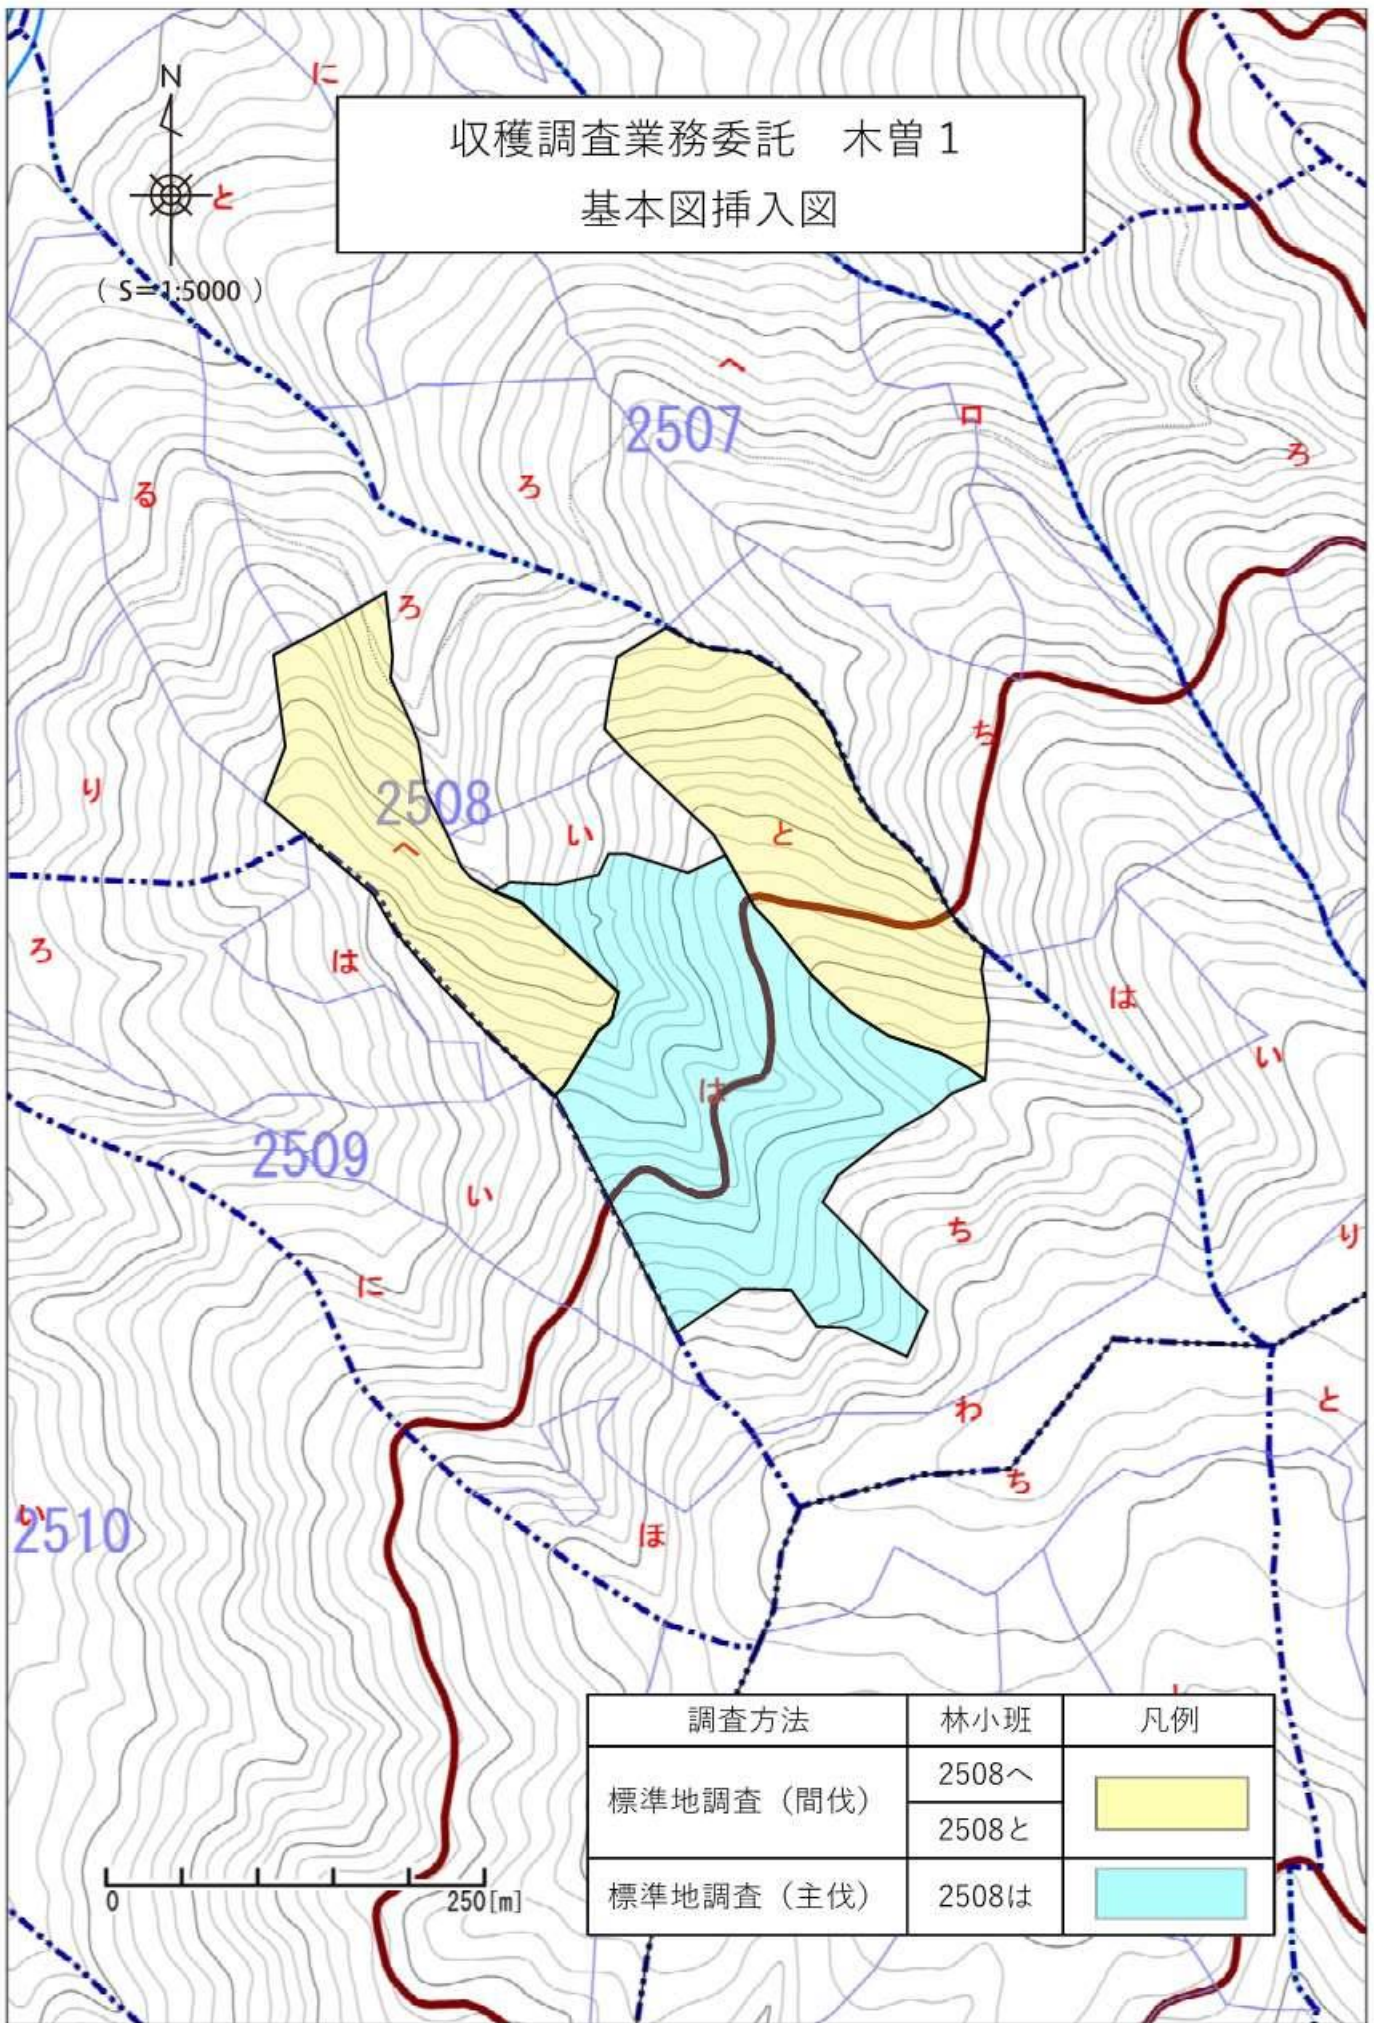 に
N
収穫調査業務委託　木曽１
と
基本図挿入図
( S=1:5000 )
へ
2507
ロ
ろ
ろ
る
ろ
ち
り
2508
い
と
へ
ろ
は
は
い
は
2509
い
ち
り
に
と
わ
ち
い
2510
ほ
調査方法 林小班 凡例
2508へ
標準地調査（間伐）
2508と
標準地調査（主伐） 2508は
0 250[m]